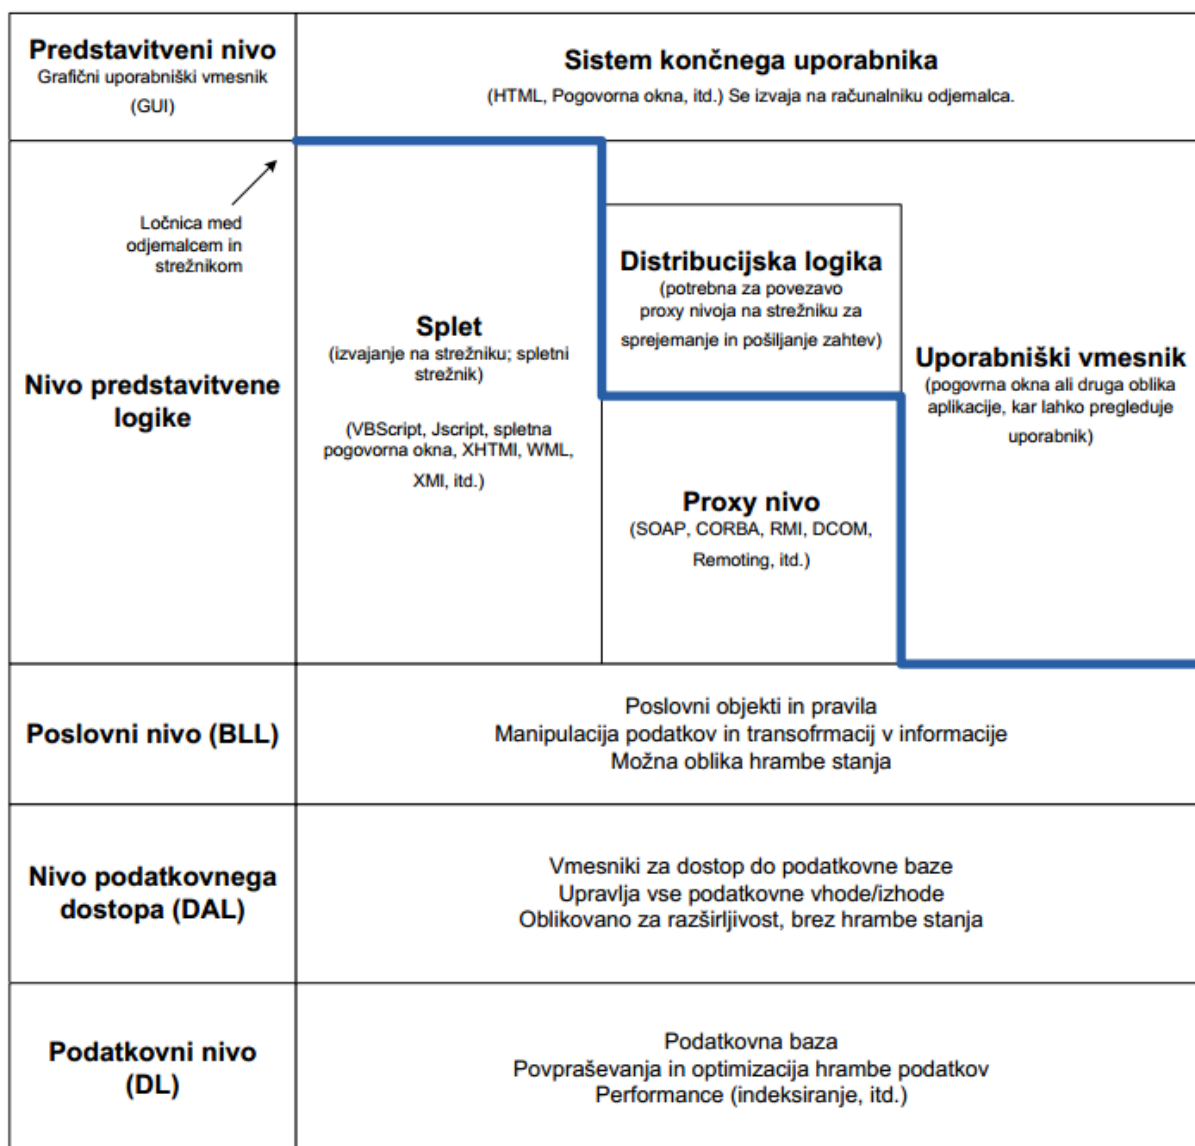 Predstavitveni nivo
Grafični uporabniški vmesnik
(GUI)
Sistem končnega uporabnika
(HTML, Pogovorna okna, itd.) Se izvaja na računalniku odjemalca.
Ločnica med
odjemalcem in
strežnikom
Nivo predstavitvene
logike
Splet
(izvajanje na strežniku; spletni
strežnik)
(VBScript, Jscript, spletna
pogovorna okna, XHTMl, WML,
XMl, itd.)
Distribucijska logika
(potrebna za povezavo
proxy nivoja na strežniku za
sprejemanje in pošiljanje zahtev)
Proxy nivo
(SOAP, CORBA, RMI, DCOM,
Remoting, itd.)
Uporabniški vmesnik
(pogovrna okna ali druga oblika
aplikacije, kar lahko pregleduje
uporabnik)
Poslovni nivo (BLL)
Poslovni objekti in pravila
Manipulacija podatkov in transofrmacij v informacije
Možna oblika hrambe stanja
Nivo podatkovnega
dostopa (DAL)
Vmesniki za dostop do podatkovne baze
Upravlja vse podatkovne vhode/izhode
Oblikovano za razširljivost, brez hrambe stanja
Podatkovni nivo
(DL)
Podatkovna baza
Povpraševanja in optimizacija hrambe podatkov
Performance (indeksiranje, itd.)